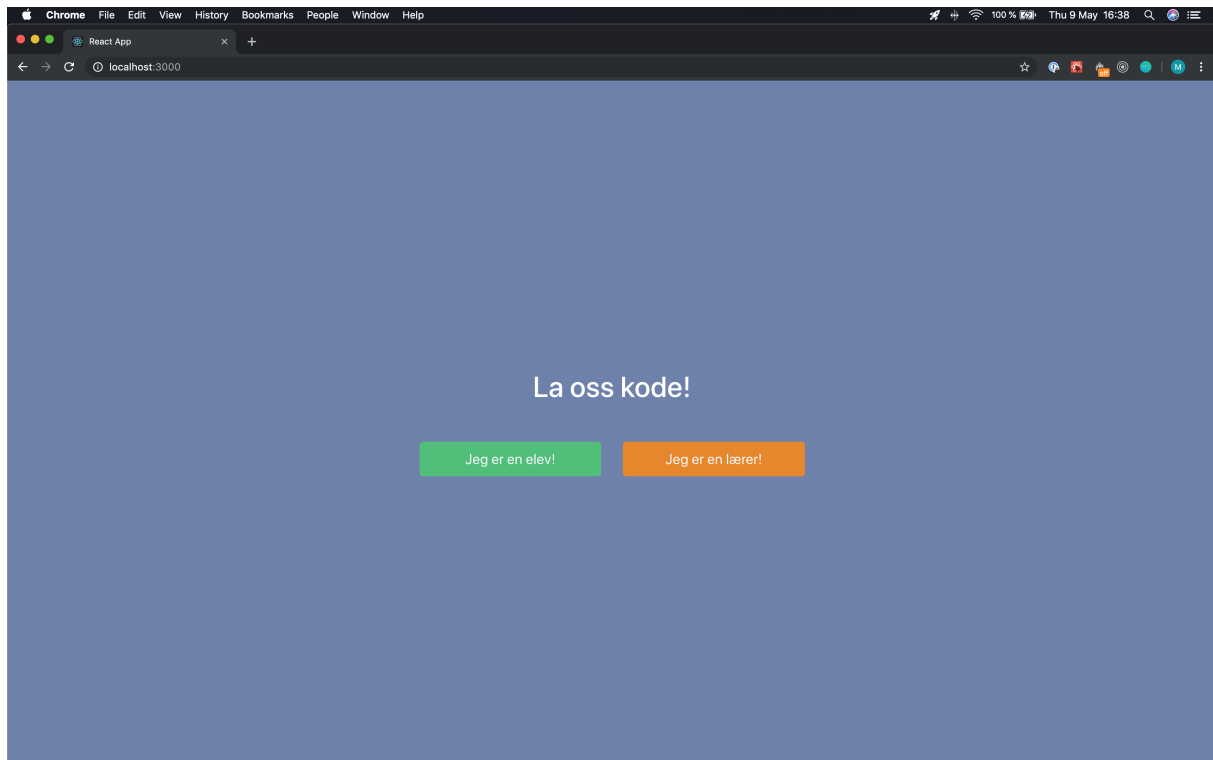 Chrome File Edit View History Bookmarks People Window Help 100 % Thu 9 May 16:38
React App
localhost:3000
off M
La oss kode!
Jeg er en elev! Jeg er en lærer!